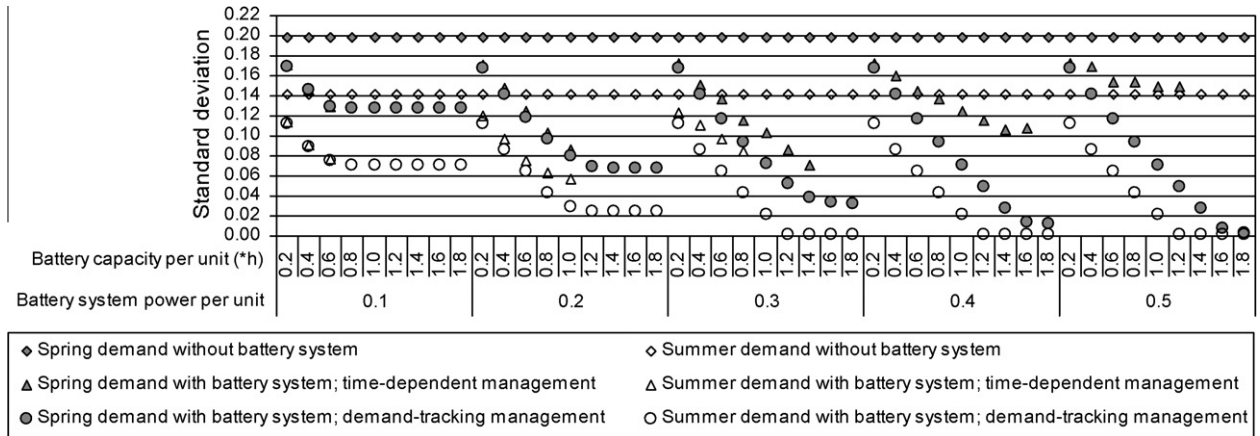 Standard deviation
0.22
0.20
0.18
0.16
0.14
0.12
0.10
0.08
0.06
0.04
0.02
0.00
Battery capacity per unit (*h)
0.2 0.4 0.6 0.8 1.0 1.2 1.4 1.6 1.8 0.2 0.4 0.6 0.8 1.0 1.2 1.4 1.6 1.8 0.2 0.4 0.6 0.8 1.0 1.2 1.4 1.6 1.8 0.2 0.4 0.6 0.8 1.0 1.2 1.4 1.6 1.8 0.2 0.4 0.6 0.8 1.0 1.2 1.4 1.6 1.8
Battery system power per unit 0.1 0.2 0.3 0.4 0.5
Spring demand without battery system
Summer demand without battery system
Spring demand with battery system; time-dependent management
Summer demand with battery system; time-dependent management
Spring demand with battery system; demand-tracking management
Summer demand with battery system; demand-tracking management